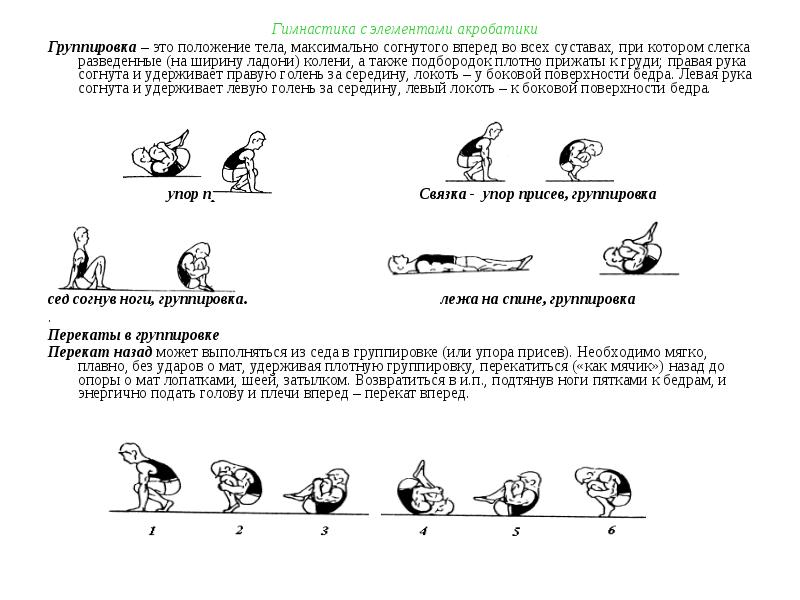 Гимнастика с элементами акробатики
Группировка – это положение тела, максимально согнутого вперед во всех суставах, при котором слегка
разведенные (на ширину ладони) колени, а также подбородок плотно прижаты к груди; правая рука
согнута и удерживает правую голень за середину, локоть – у боковой поверхности бедра. Левая рука
согнута и удерживает левую голень за середину, левый локоть – к боковой поверхности бедра.
упор п
Связка - упор присев, группировка
сед согнув ноги, группировка.
лежа на спине, группировка
.
Перекаты в группировке
Перекат назад может выполняться из седа в группировке (или упора присев). Необходимо мягко,
плавно, без ударов о мат, удерживая плотную группировку, перекатиться («как мячик») назад до
опоры о мат лопатками, шеей, затылком. Возвратиться в и.п., подтянув ноги пятками к бедрам, и
энергично подать голову и плечи вперед – перекат вперед.
1 2 3 4 5 6